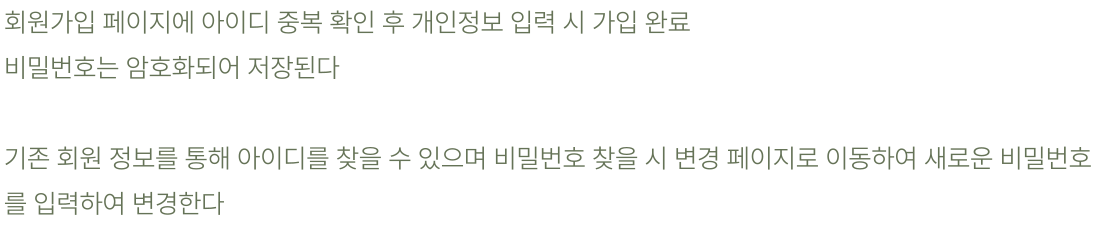 회원가입 페이지에 아이디 중복 확인 후 개인정보 입력 시 가입 완료
비밀번호는 암호화되어 저장된다
기존 회원 정보를 통해 아이디를 찾을 수 있으며 비밀번호 찾을 시 변경 페이지로 이동하여 새로운 비밀번호
를 입력하여 변경한다